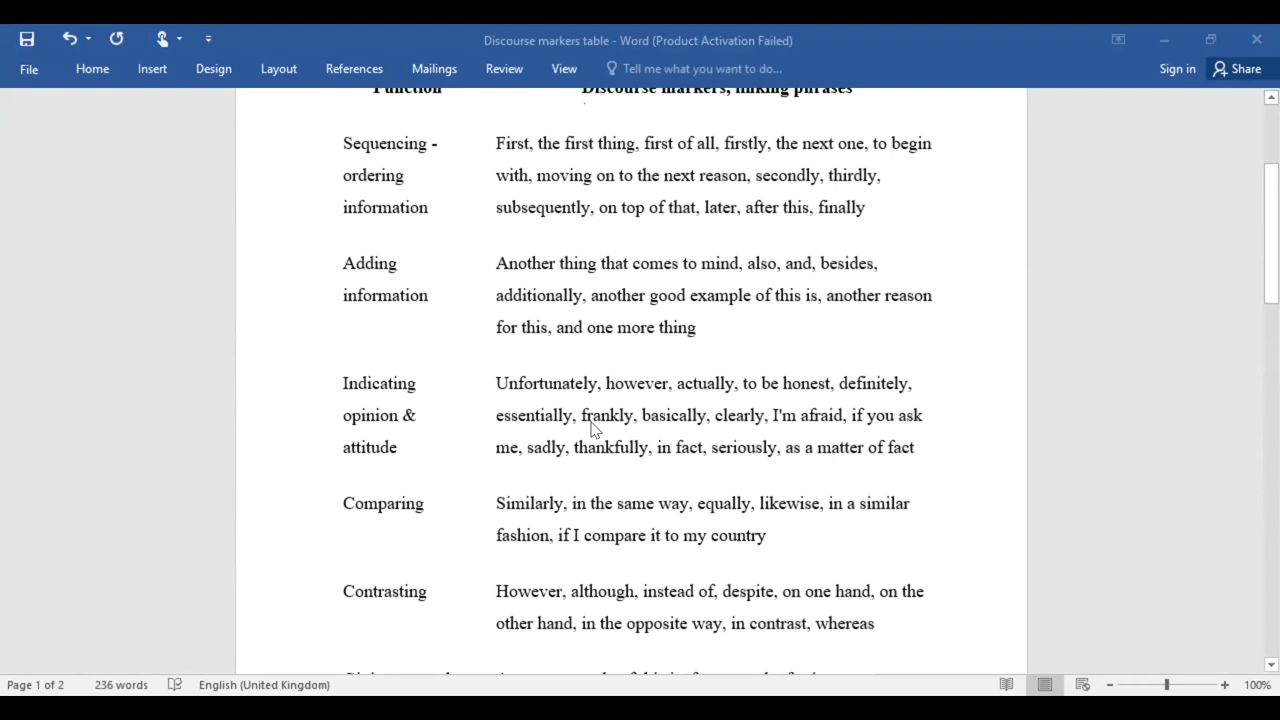 Discourse markers table - Word (Product Activation Failed)
File Home Insert Design Layout References Mailings Review View Tell me what you want to do... Sign in Share
Function Discourse markers, linking phrases
Sequencing - First, the first thing, first of all, firstly, the next one, to begin
ordering with, moving on to the next reason, secondly, thirdly,
information subsequently, on top of that, later, after this, finally
Adding Another thing that comes to mind, also, and, besides,
information additionally, another good example of this is, another reason
for this, and one more thing
Indicating Unfortunately, however, actually, to be honest, definitely,
opinion & essentially, frankly, basically, clearly, I'm afraid, if you ask
attitude me, sadly, thankfully, in fact, seriously, as a matter of fact
Comparing Similarly, in the same way, equally, likewise, in a similar
fashion, if I compare it to my country
Contrasting However, although, instead of, despite, on one hand, on the
other hand, in the opposite way, in contrast, whereas
Page 1 of 2 236 words English (United Kingdom) 100%